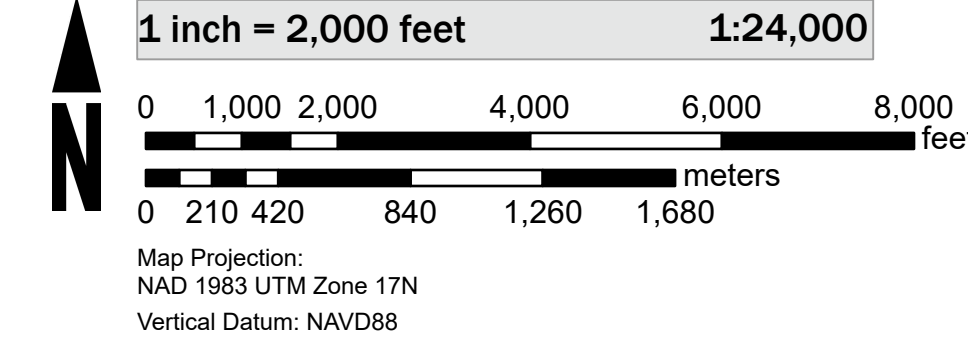 N
1 inch = 2,000 feet 1:24,000
0 1,000 2,000 4,000 6,000 8,000
feet
meters
0 210 420 840 1,260 1,680
Map Projection:
NAD 1983 UTM Zone 17N
Vertical Datum: NAVD88